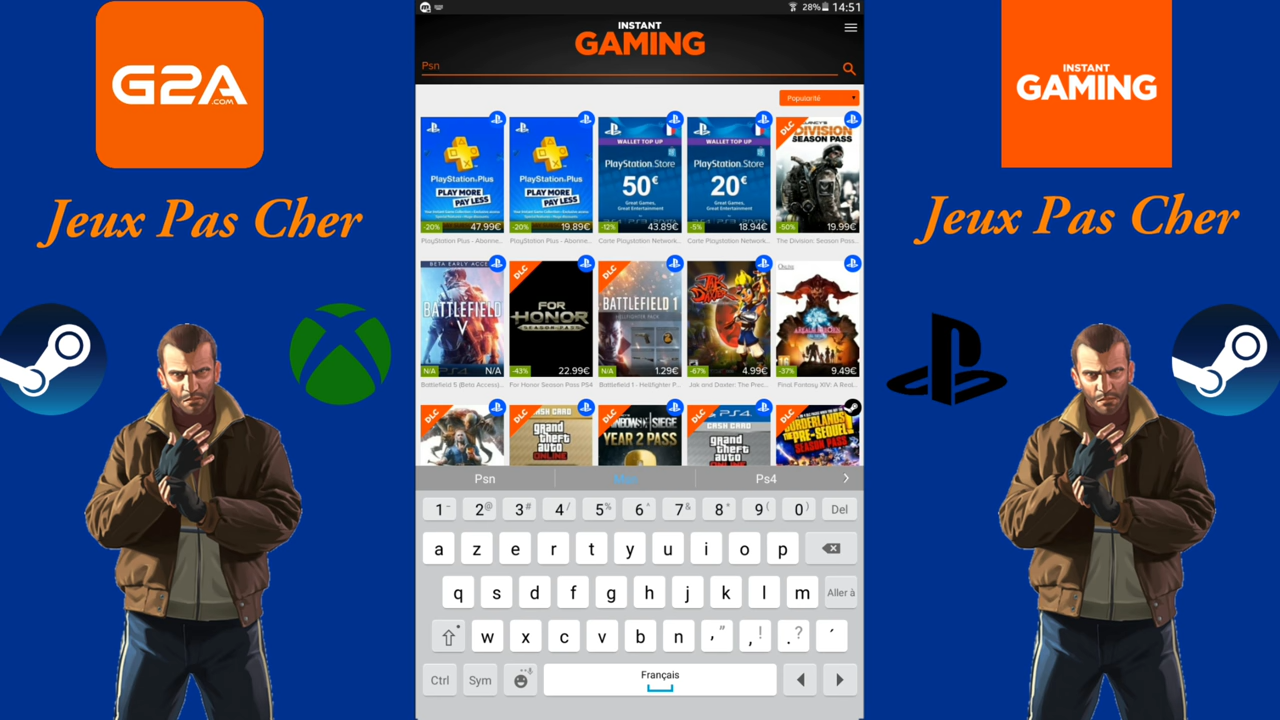 G2A
.COM
Jeux Pas Cher
28% 14:51
INSTANT
GAMING
Psn
Popularité
PlayStation.Plus
PLAY MORE
PAY LESS
-20% 47.99€
PlayStation Plus - Abonne...
PlayStation.Plus
PLAY MORE
PAY LESS
-20% 19.89€
PlayStation Plus - Abonne...
WALLET TOP UP
PlayStation.Store
50€
Great Games,
Great Entertainment
-12% 43.89€
Carte Playstation Network...
WALLET TOP UP
PlayStation.Store
20€
Great Games,
Great Entertainment
-5% 18.94€
Carte Playstation Network...
DLC
DIVISION
SEASON PASS
-50% 19.99€
The Division: Season Pass...
BETA EARLY ACCESS
BATTLEFIELD
V
N/A N/A
Battlefield 5 (Beta Access)...
DLC
FOR
HONOR
SEASON PASS
-43% 22.99€
For Honor Season Pass PS4
DLC
BATTLEFIELD 1
HELLFIGHTER PACK
N/A 1.29€
Battlefield 1 - Hellfighter P...
JAK
DAXTER
-67% 4.99€
Jak and Daxter: The Prec...
A REALM REBORN
16
-37% 9.49€
Final Fantasy XIV: A Real...
DLC
DLC
CASH CARD
grand
theft
auto
ONLINE
DLC
SIEGE
YEAR 2 PASS
DLC
PS4
CASH CARD
grand
theft
auto
ONLINE
DLC
BORDERLANDS
THE PRE-SEQUEL!
SEASON PASS
Psn Ps4 >
1 - 2 @ 3 # 4 / 5 % 6 ^ 7 & 8 * 9 ( 0 ) Del
a z e r t y u i o p
q s d f g h j k l m Aller à
w x c v b n ' " , ! . ? ´
Ctrl Sym Français
INSTANT
GAMING
Jeux Pas Cher